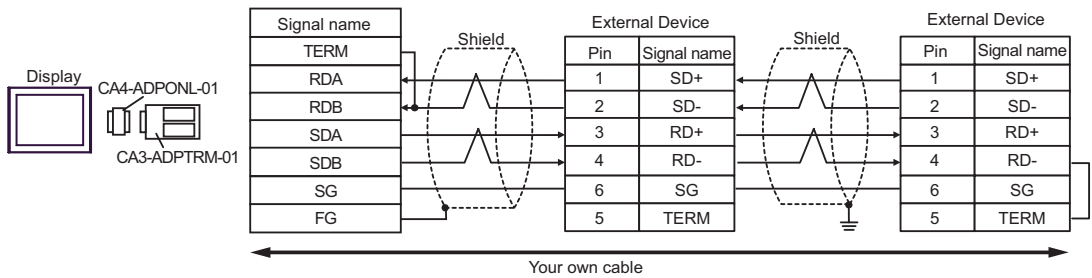 Display
CA4-ADPONL-01
CA3-ADPTRM-01
Signal name
TERM
RDA
RDB
SDA
SDB
SG
FG
Shield
External Device
Pin Signal name
1 SD+
2 SD-
3 RD+
4 RD-
6 SG
5 TERM
Shield
External Device
Pin Signal name
1 SD+
2 SD-
3 RD+
4 RD-
6 SG
5 TERM
Your own cable